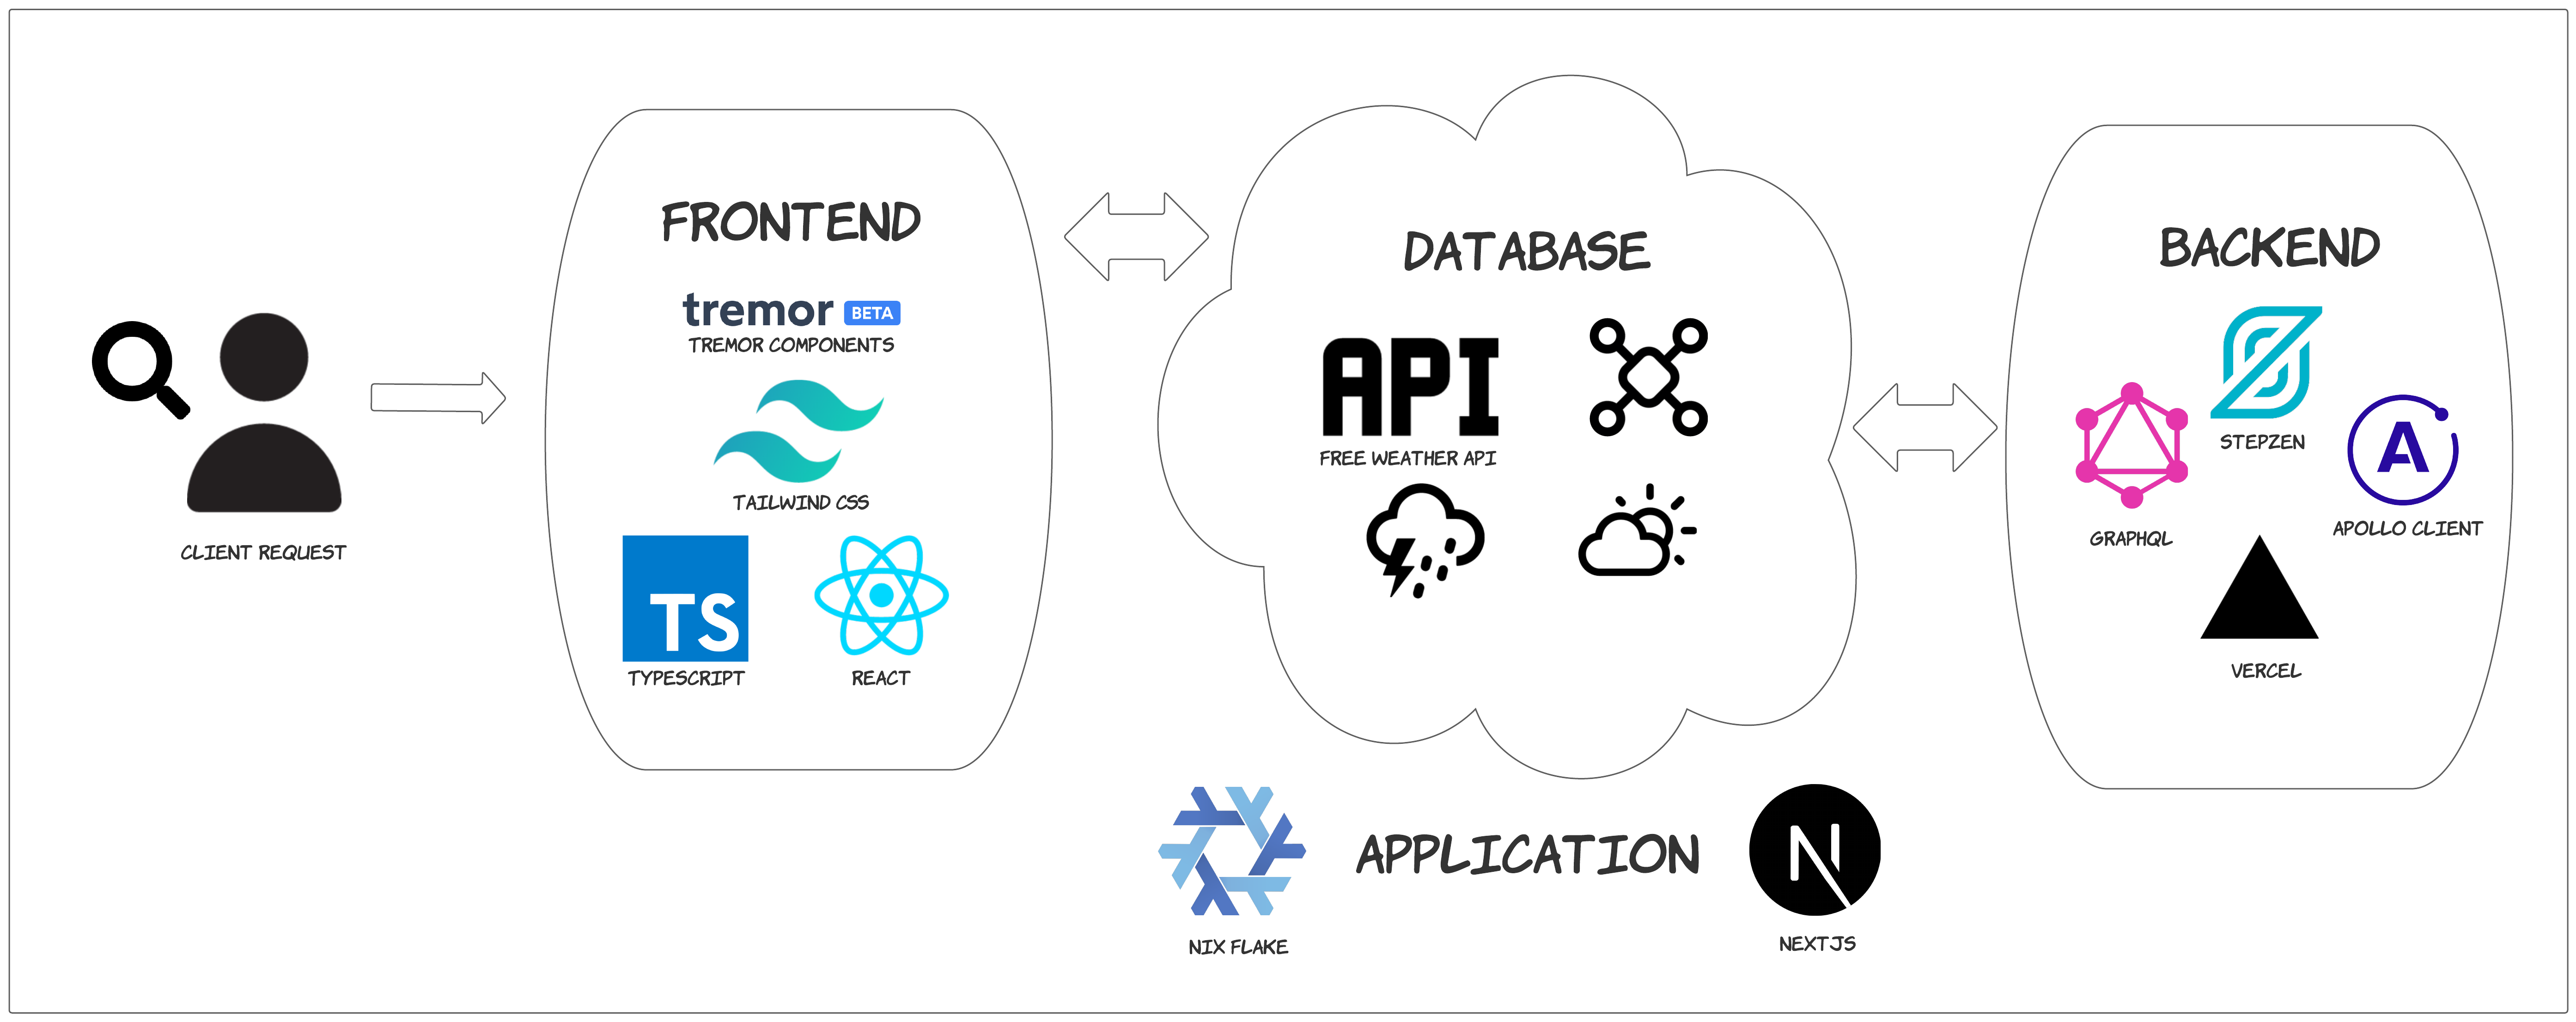 CLIENT REQUEST
FRONTEND
tremor BETA
TREMOR COMPONENTS
TAILWIND CSS
TS
TYPESCRIPT
REACT
DATABASE
API
FREE WEATHER API
BACKEND
STEPZEN
GRAPHQL
A
APOLLO CLIENT
VERCEL
APPLICATION
N
NIX FLAKE
NEXTJS